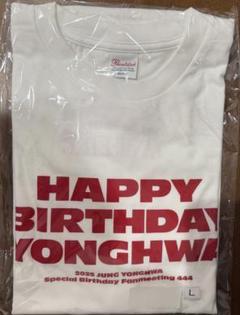 HAPPY
BIRTHDAY
YONGHWA
2025 JUNG YONGHWA
Special Birthday Fanmeeting 444
L